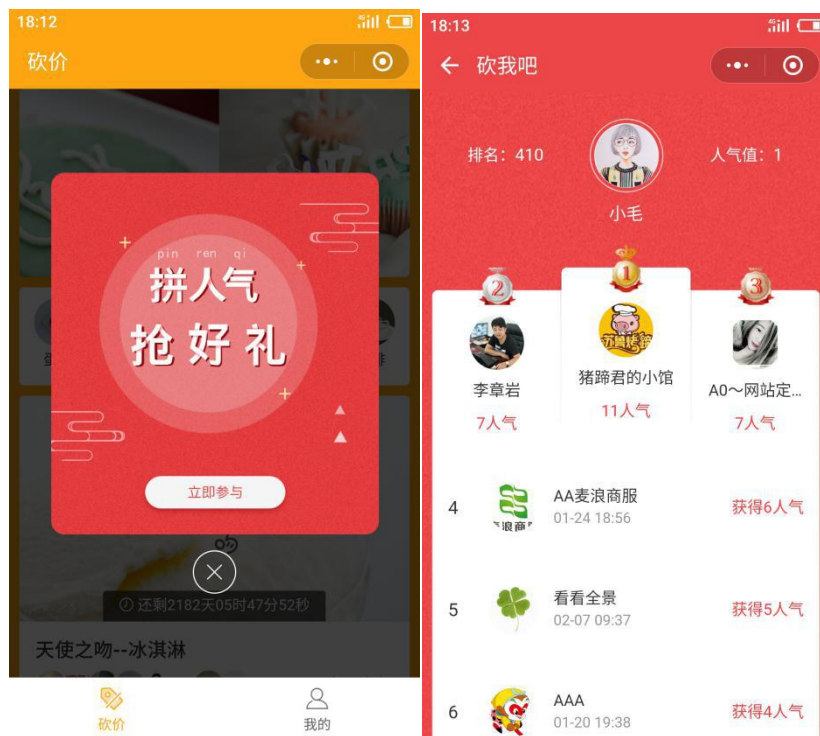 18:12
4G
砍价
pin ren qi
拼人气
抢好礼
立即参与
还剩2182天05时47分52秒
天使之吻--冰淇淋
砍价
我的
18:13
4G
砍我吧
排名：410
人气值：1
小毛
2
1
3
李章岩
7人气
猪蹄君的小馆
11人气
A0～网站定...
7人气
4
AA麦浪商服
01-24 18:56
获得6人气
5
看看全景
02-07 09:37
获得5人气
6
AAA
01-20 19:38
获得4人气